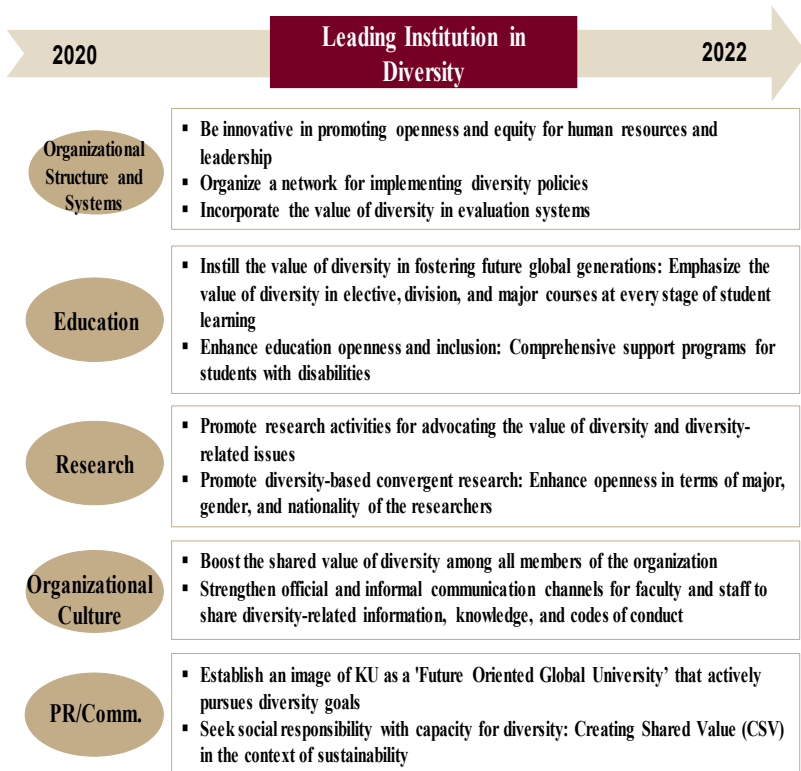 2020
Leading Institution in
Diversity
2022
Organizational
Structure and
Systems
▪ Be innovative in promoting openness and equity for human resources and
leadership
▪ Organize a network for implementing diversity policies
▪ Incorporate the value of diversity in evaluation systems
Education
▪ Instill the value of diversity in fostering future global generations: Emphasize the
value of diversity in elective, division, and major courses at every stage of student
learning
▪ Enhance education openness and inclusion: Comprehensive support programs for
students with disabilities
Research
▪ Promote research activities for advocating the value of diversity and diversity-
related issues
▪ Promote diversity-based convergent research: Enhance openness in terms of major,
gender, and nationality of the researchers
Organizational
Culture
▪ Boost the shared value of diversity among all members of the organization
▪ Strengthen official and informal communication channels for faculty and staff to
share diversity-related information, knowledge, and codes of conduct
PR/Comm.
▪ Establish an image of KU as a 'Future Oriented Global University’ that actively
pursues diversity goals
▪ Seek social responsibility with capacity for diversity: Creating Shared Value (CSV)
in the context of sustainability